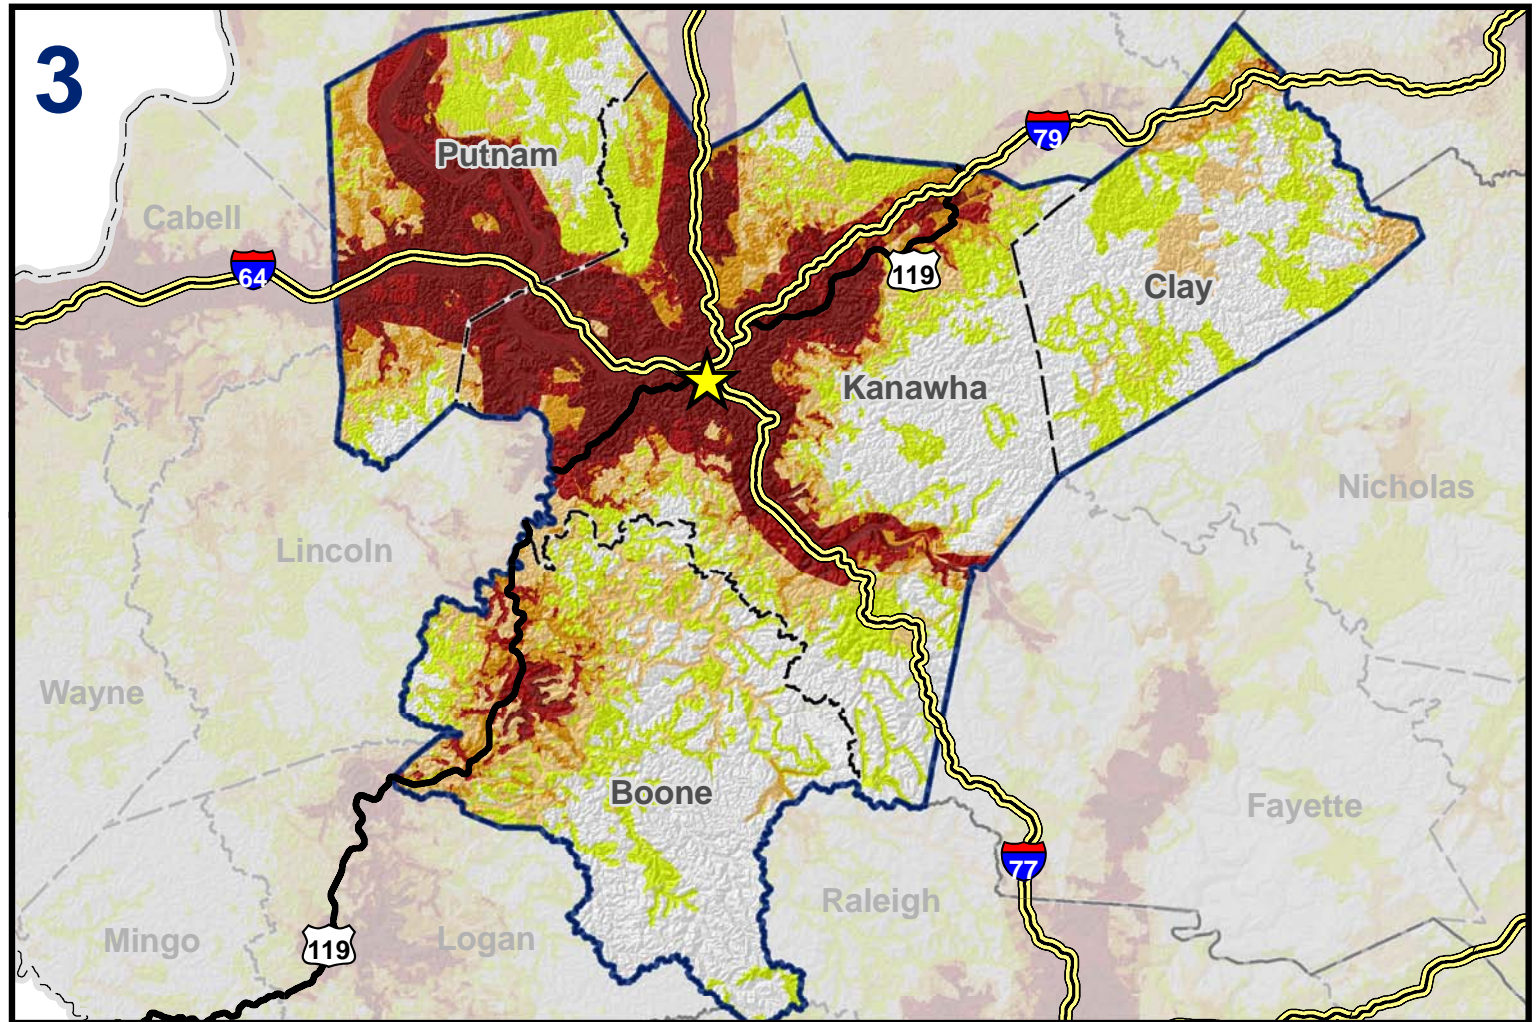 3
79
Putnam
Cabell
64
119
Clay
Kanawha
Nicholas
Lincoln
Wayne
Boone
Fayette
77
Raleigh
Mingo
119
Logan